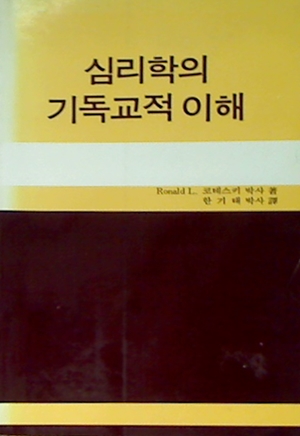 심리학의
기독교적 이해
Ronald L. 코테스키 박사 著
한 기 태 박사 譯